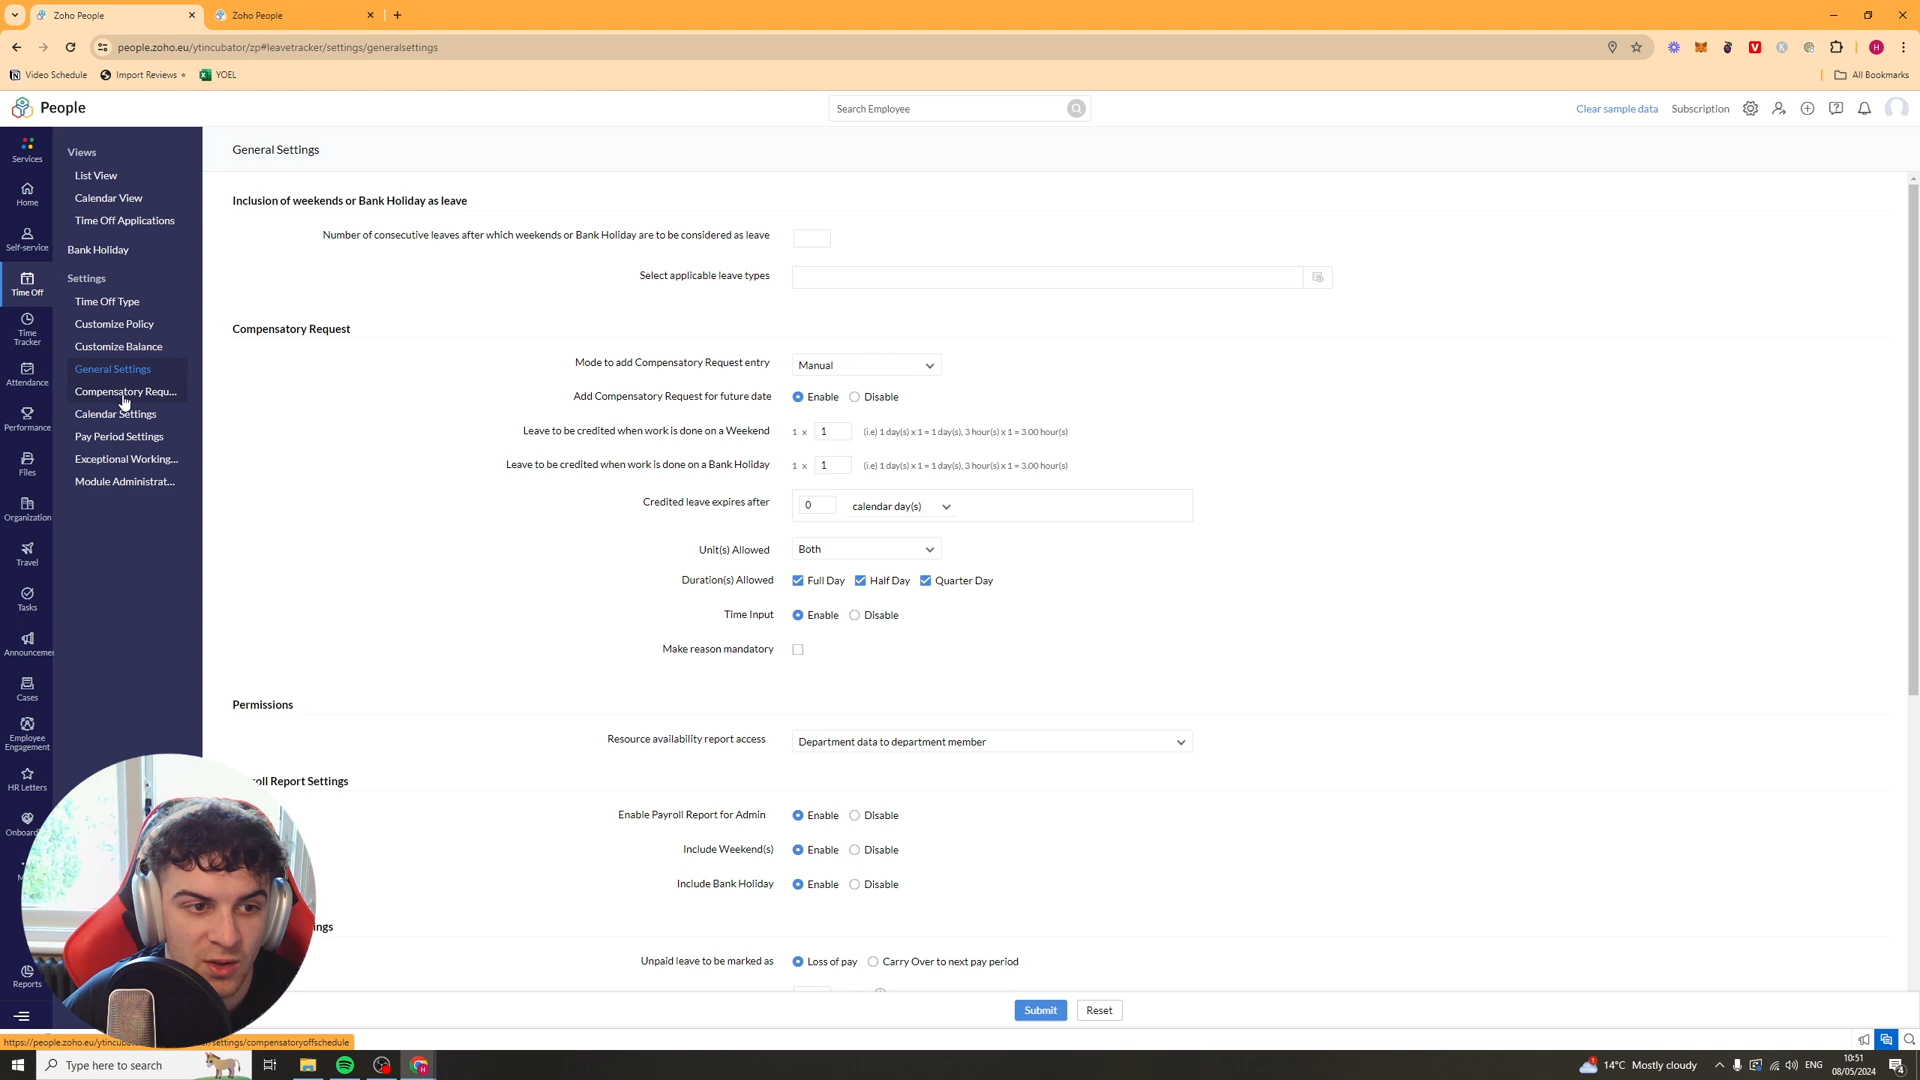 Zoho People
Zoho People
people.zoho.eu/ytincubator/zp#leavetracker/settings/generalsettings
Video Schedule
Import Reviews
YOEL
All Bookmarks
People
Search Employee
Clear sample data
Subscription
Services
Home
Self-service
Time Off
Time
Tracker
Attendance
Performance
Files
Organization
Travel
Tasks
Announcemen
Cases
Employee
Engagement
HR Letters
Onboardi
Reports
Views
List View
Calendar View
Time Off Applications
Bank Holiday
Settings
Time Off Type
Customize Policy
Customize Balance
General Settings
Compensatory Requ...
Calendar Settings
Pay Period Settings
Exceptional Working...
Module Administrat...
General Settings
Inclusion of weekends or Bank Holiday as leave
Number of consecutive leaves after which weekends or Bank Holiday are to be considered as leave
Select applicable leave types
Compensatory Request
Mode to add Compensatory Request entry Manual
Add Compensatory Request for future date Enable Disable
Leave to be credited when work is done on a Weekend 1 x 1 (i.e) 1 day(s) x 1 = 1 day(s), 3 hour(s) x 1 = 3.00 hour(s)
Leave to be credited when work is done on a Bank Holiday 1 x 1 (i.e) 1 day(s) x 1 = 1 day(s), 3 hour(s) x 1 = 3.00 hour(s)
Credited leave expires after 0 calendar day(s)
Unit(s) Allowed Both
Duration(s) Allowed Full Day Half Day Quarter Day
Time Input Enable Disable
Make reason mandatory
Permissions
Resource availability report access Department data to department member
roll Report Settings
Enable Payroll Report for Admin Enable Disable
Include Weekend(s) Enable Disable
Include Bank Holiday Enable Disable
ings
Unpaid leave to be marked as Loss of pay Carry Over to next pay period
Submit Reset
https://people.zoho.eu/ytincub
settings/compensatoryoffschedule
Type here to search
14°C Mostly cloudy
ENG
10:51
08/05/2024